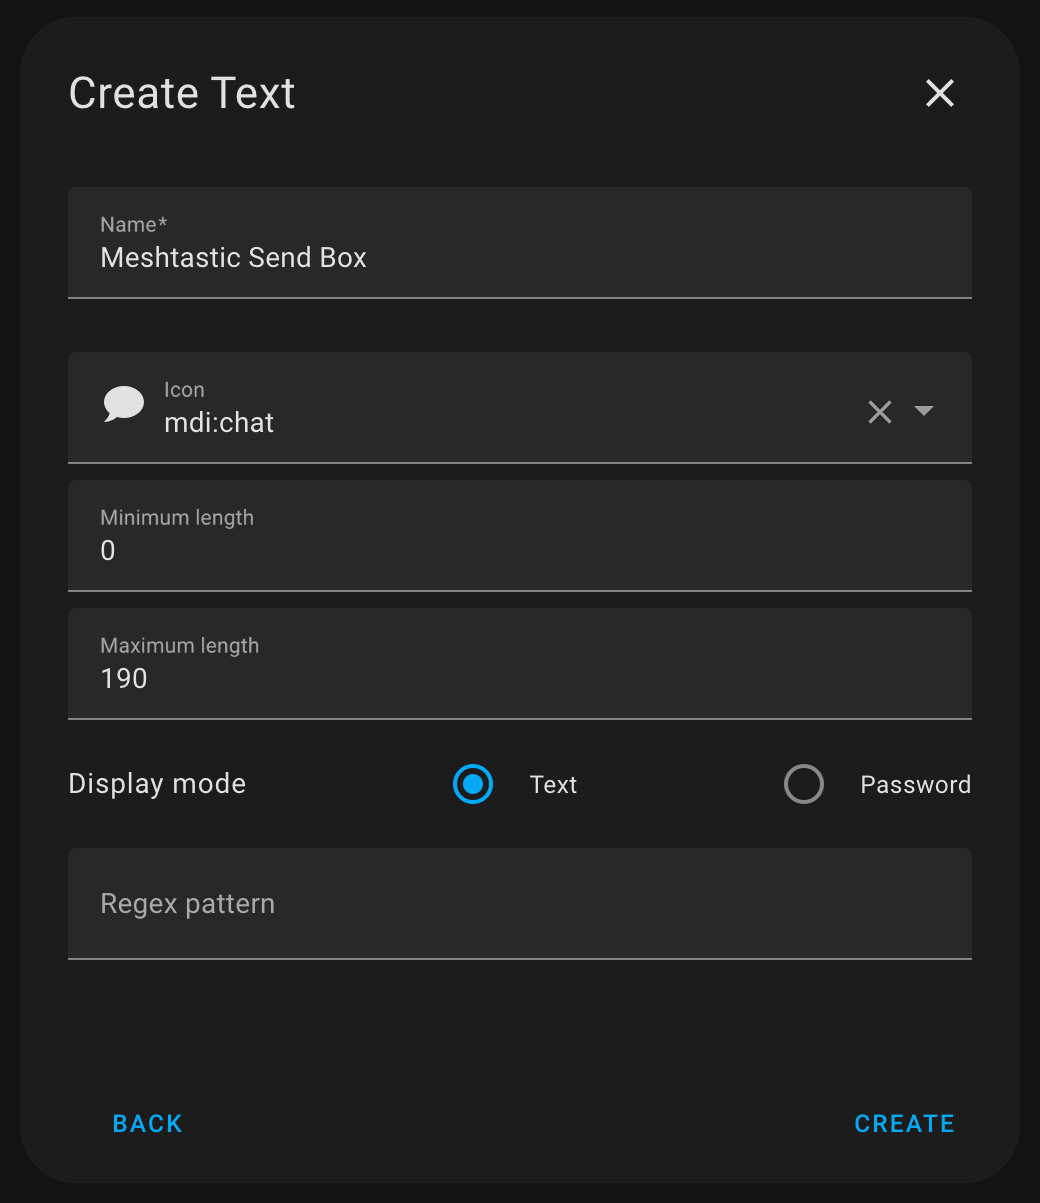 Create Text
Name*
Meshtastic Send Box
Icon
mdi:chat
Minimum length
0
Maximum length
190
Display mode Text Password
Regex pattern
BACK CREATE